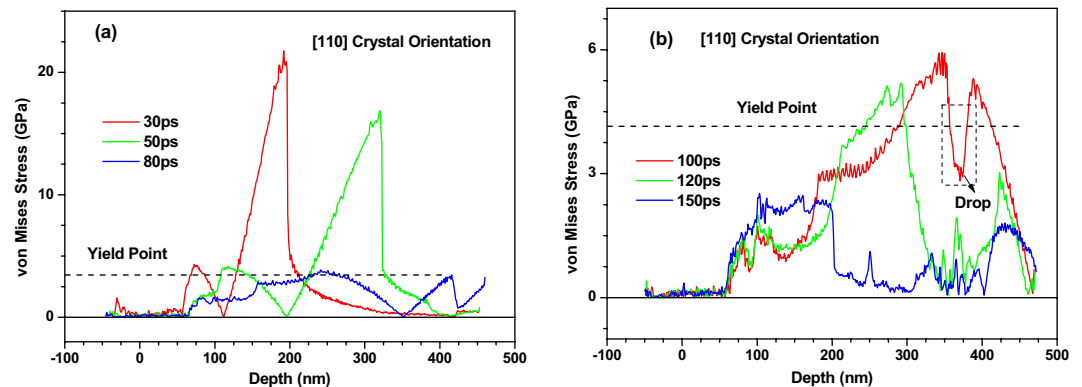 (a)
[110] Crystal Orientation
von Mises Stress (GPa)
20
10
0
30ps
50ps
80ps
Yield Point
-100 0 100 200 300 400 500
Depth (nm)
(b)
[110] Crystal Orientation
von Mises Stress (GPa)
6
3
0
Yield Point
100ps
120ps
150ps
Drop
-100 0 100 200 300 400 500
Depth (nm)